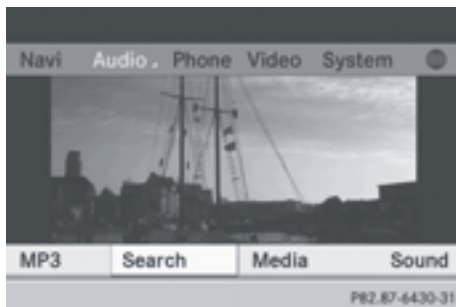 Navi Audio Phone Video System
MP3 Search Media Sound
P82.87-6430-31